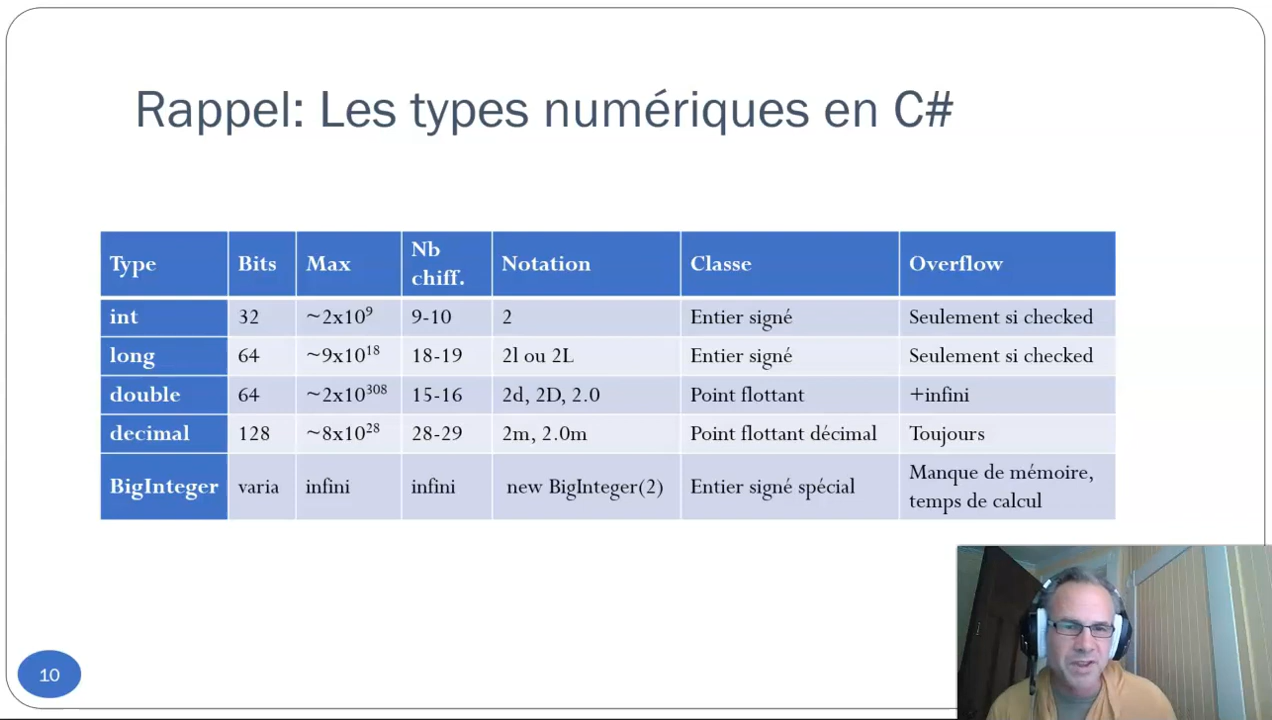 Rappel: Les types numériques en C#
Type Bits Max Nb chiff. Notation Classe Overflow
int 32 ~2x10⁹ 9-10 2 Entier signé Seulement si checked
long 64 ~9x10¹⁸ 18-19 2l ou 2L Entier signé Seulement si checked
double 64 ~2x10³⁰⁸ 15-16 2d, 2D, 2.0 Point flottant +infini
decimal 128 ~8x10²⁸ 28-29 2m, 2.0m Point flottant décimal Toujours
BigInteger varia infini infini new BigInteger(2) Entier signé spécial Manque de mémoire, temps de calcul
10